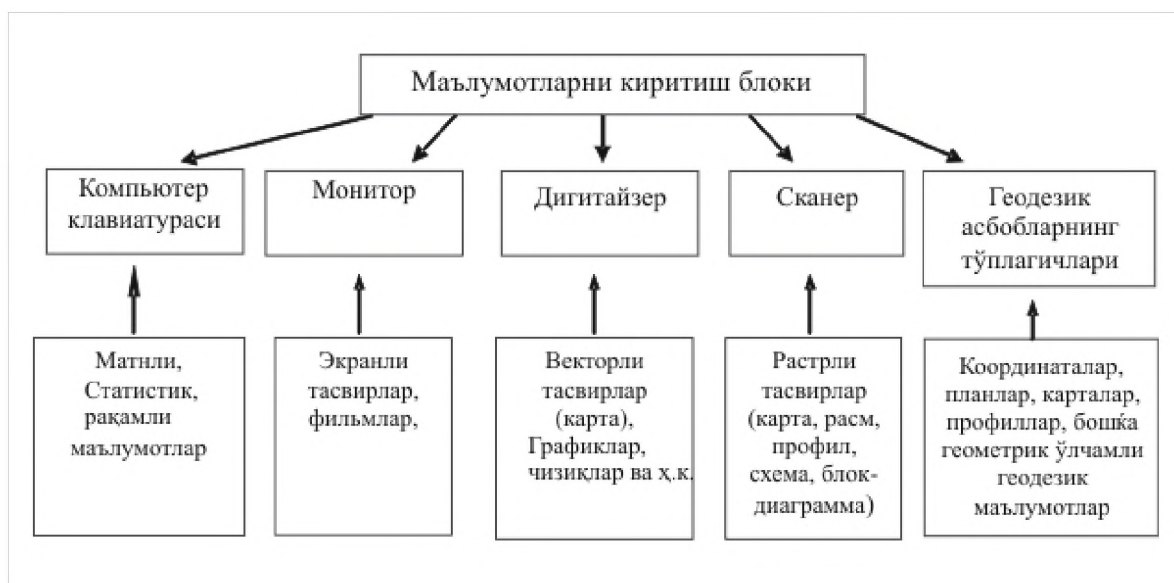 Маълумотларни киритиш блоки
Компьютер
клавиатураси
Монитор
Дигитайзер
Сканер
Геодезик
асбобларнинг
тўплагичлари
Матнли,
Статистик,
рақамли
маълумотлар
Экранли
тасвирлар,
фильмлар,
Векторли
тасвирлар
(карта),
Графиклар,
чизиқлар ва ҳ.к.
Растрли
тасвирлар
(карта, расм,
профил,
схема, блок-
диаграмма)
Координаталар,
планлар, карталар,
профиллар, бошќа
геометрик ўлчамли
геодезик
маълумотлар